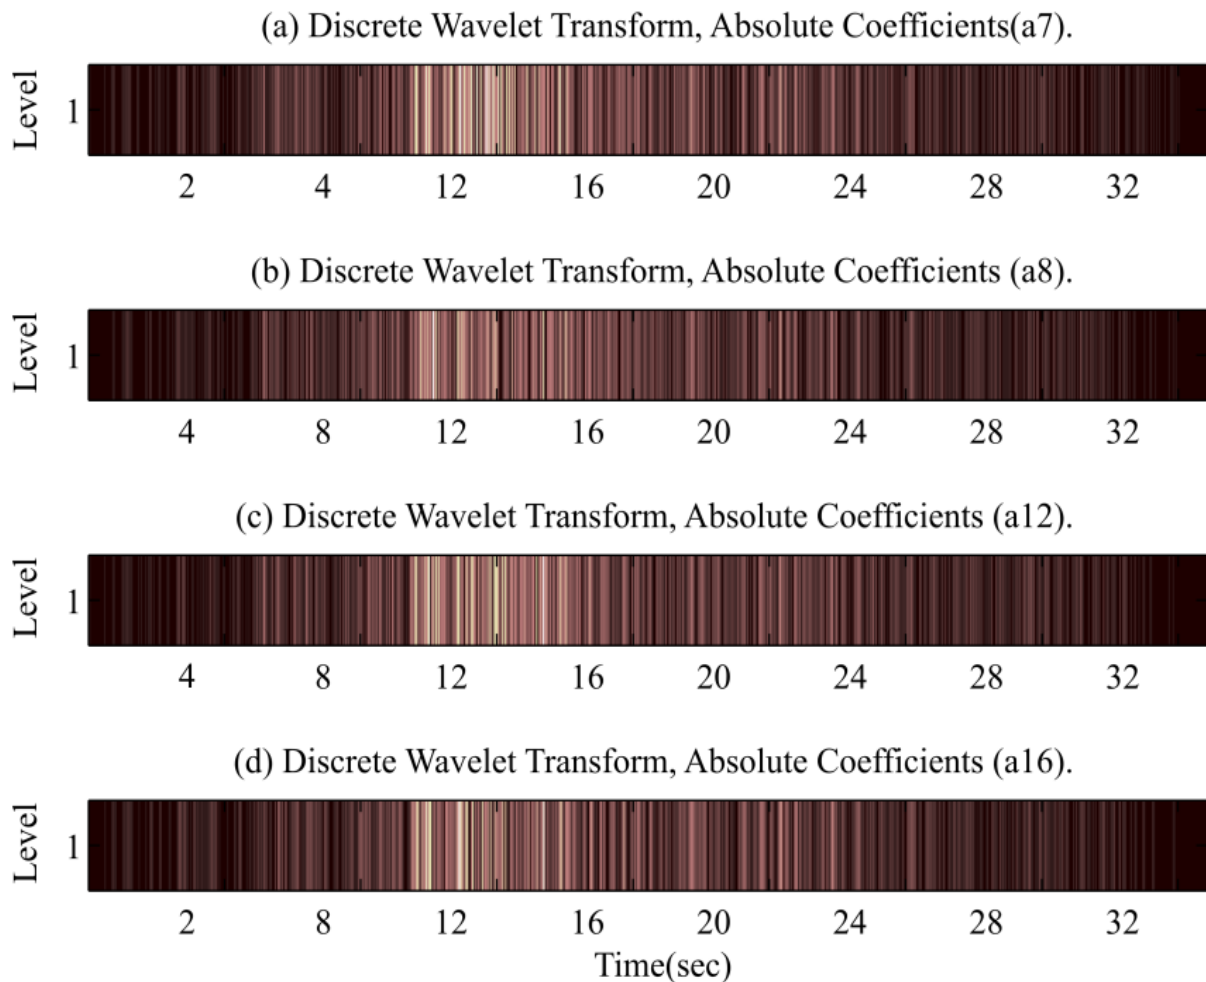 (a) Discrete Wavelet Transform, Absolute Coefficients(a7).
Level
1
2 4 12 16 20 24 28 32
(b) Discrete Wavelet Transform, Absolute Coefficients (a8).
Level
1
4 8 12 16 20 24 28 32
(c) Discrete Wavelet Transform, Absolute Coefficients (a12).
Level
1
4 8 12 16 20 24 28 32
(d) Discrete Wavelet Transform, Absolute Coefficients (a16).
Level
1
2 8 12 16 20 24 28 32
Time(sec)